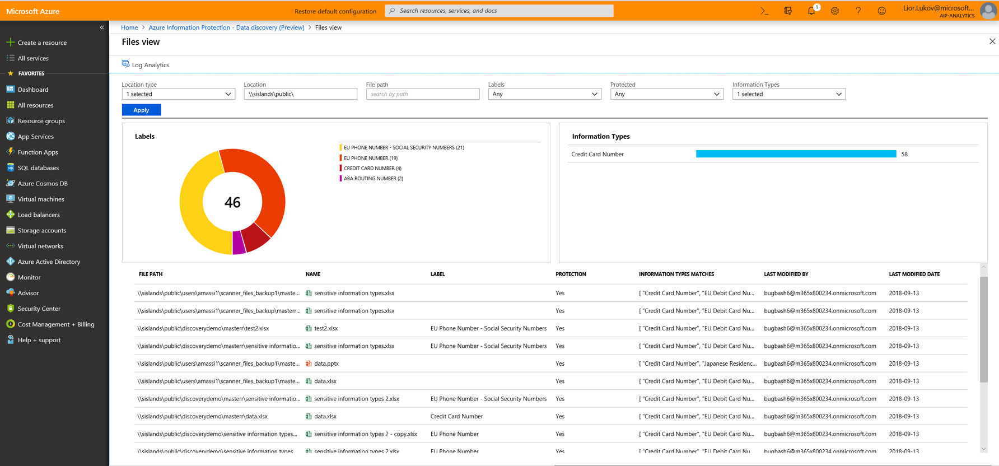 Microsoft Azure
Restore default configuration
Search resources, services, and docs
1
Lior.Lukov@microsoft...
AIP-ANALYTICS
Create a resource
All services
FAVORITES
Dashboard
All resources
Resource groups
App Services
Function Apps
SQL databases
Azure Cosmos DB
Virtual machines
Load balancers
Storage accounts
Virtual networks
Azure Active Directory
Monitor
Advisor
Security Center
Cost Management + Billing
Help + support
Home > Azure Information Protection - Data discovery (Preview) > Files view
Files view
Log Analytics
Location type Location File path Labels Protected Information Types
1 selected \\sislands\public\ search by path Any Any 1 selected
Apply
Labels
46
EU PHONE NUMBER - SOCIAL SECURITY NUMBERS (21)
EU PHONE NUMBER (19)
CREDIT CARD NUMBER (4)
ABA ROUTING NUMBER (2)
Information Types
Credit Card Number 58
FILE PATH NAME LABEL PROTECTION INFORMATION TYPES MATCHES LAST MODIFIED BY LAST MODIFIED DATE
\\sislands\public\users\amassi1\scanner_files_backup1\maste... sensitive information types.xlsx Yes [ "Credit Card Number", "EU Debit Card Nu... bugbash6@m365x800234.onmicrosoft.com 2018-09-13
\\sislands\public\users\amassi1\scanner_files_backup\masterr... sensitive information types.xlsx Yes [ "Credit Card Number", "EU Debit Card Nu... bugbash6@m365x800234.onmicrosoft.com 2018-09-13
\\sislands\public\discoverydemo\masterr\test2.xlsx test2.xlsx EU Phone Number - Social Security Numbers Yes [ "Credit Card Number", "EU Debit Card Nu... bugbash6@m365x800234.onmicrosoft.com 2018-09-13
\\sislands\public\discoverydemo\masterr\sensitive informatio... sensitive information types.xlsx EU Phone Number - Social Security Numbers Yes [ "Credit Card Number", "EU Debit Card Nu... bugbash6@m365x800234.onmicrosoft.com 2018-09-13
\\sislands\public\users\amassi1\scanner_files_backup1\maste... data.pptx Yes [ "Credit Card Number", "Japanese Residenc... bugbash6@m365x800234.onmicrosoft.com 2018-09-13
\\sislands\public\users\amassi1\scanner_files_backup1\maste... data.xlsx Yes [ "Credit Card Number", "EU Debit Card Nu... bugbash6@m365x800234.onmicrosoft.com 2018-09-13
\\sislands\public\discoverydemo\masterr\sensitive informatio... sensitive information types 2.xlsx EU Phone Number - Social Security Numbers Yes [ "Credit Card Number", "EU Debit Card Nu... bugbash6@m365x800234.onmicrosoft.com 2018-09-13
\\sislands\public\discoverydemo\masterr\data.xlsx data.xlsx Credit Card Number Yes [ "Credit Card Number", "EU Debit Card Nu... bugbash6@m365x800234.onmicrosoft.com 2018-09-13
\\sislands\public\discoverydemo\sensitive information types... sensitive information types 2 - copy.xlsx EU Phone Number Yes [ "Credit Card Number", "EU Debit Card Nu... bugbash6@m365x800234.onmicrosoft.com 2018-09-13
\\sislands\public\discoverydemo\sensitive information types sensitive information types 2.xlsx EU Phone Number Yes [ "Credit Card Number", "EU Debit Card Nu bugbash6@m365x800234.onmicrosoft.com 2018-09-13